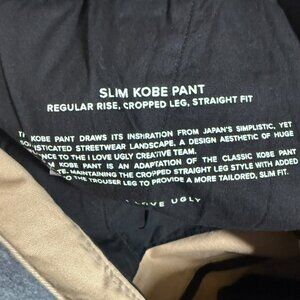 SLIM KOBE PANT
REGULAR RISE, CROPPED LEG, STRAIGHT FIT
KOBE PANT DRAWS ITS INSPIRATION FROM JAPAN'S SIMPLISTIC, YET
SOPHISTICATED STREETWEAR LANDSCAPE, A DESIGN AESTHETIC OF HUGE
TO THE I LOVE UGLY CREATIVE TEAM.
KOBE PANT IS AN ADAPTATION OF THE CLASSIC KOBE PANT
MAINTAINING THE CROPPED STRAIGHT LEG STYLE WITH ADDED
TO THE TROUSER LEG TO PROVIDE A MORE TAILORED, SLIM FIT.
LOVE UGLY